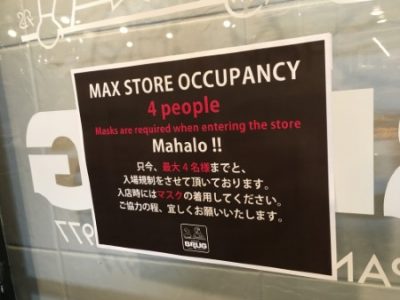 MAX STORE OCCUPANCY
4 people
Masks are required when entering the store
Mahalo !!
只今、最大4名様までと、
入場規制をさせて頂いております。
入店時にはマスクの着用してください。
ご協力の程、宜しくお願いいたします。
BRUG
1977